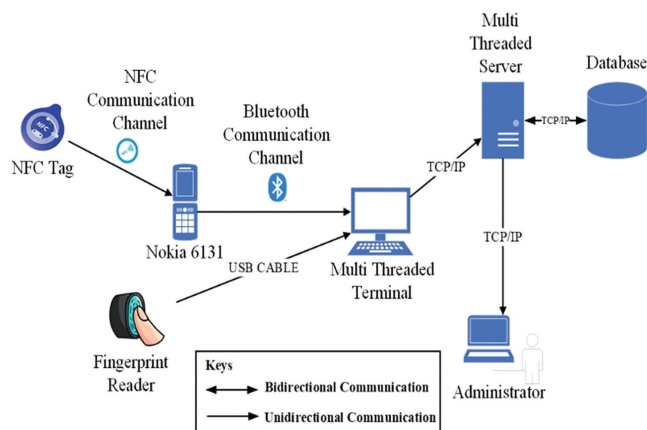 NFC
Communication
Channel
NFC
NFC Tag
Bluetooth
Communication
Channel
Nokia 6131
USB CABLE
Fingerprint
Reader
Multi Threaded
Terminal
TCP/IP
Multi
Threaded
Server
TCP/IP
Database
TCP/IP
Administrator
Keys
Bidirectional Communication
Unidirectional Communication